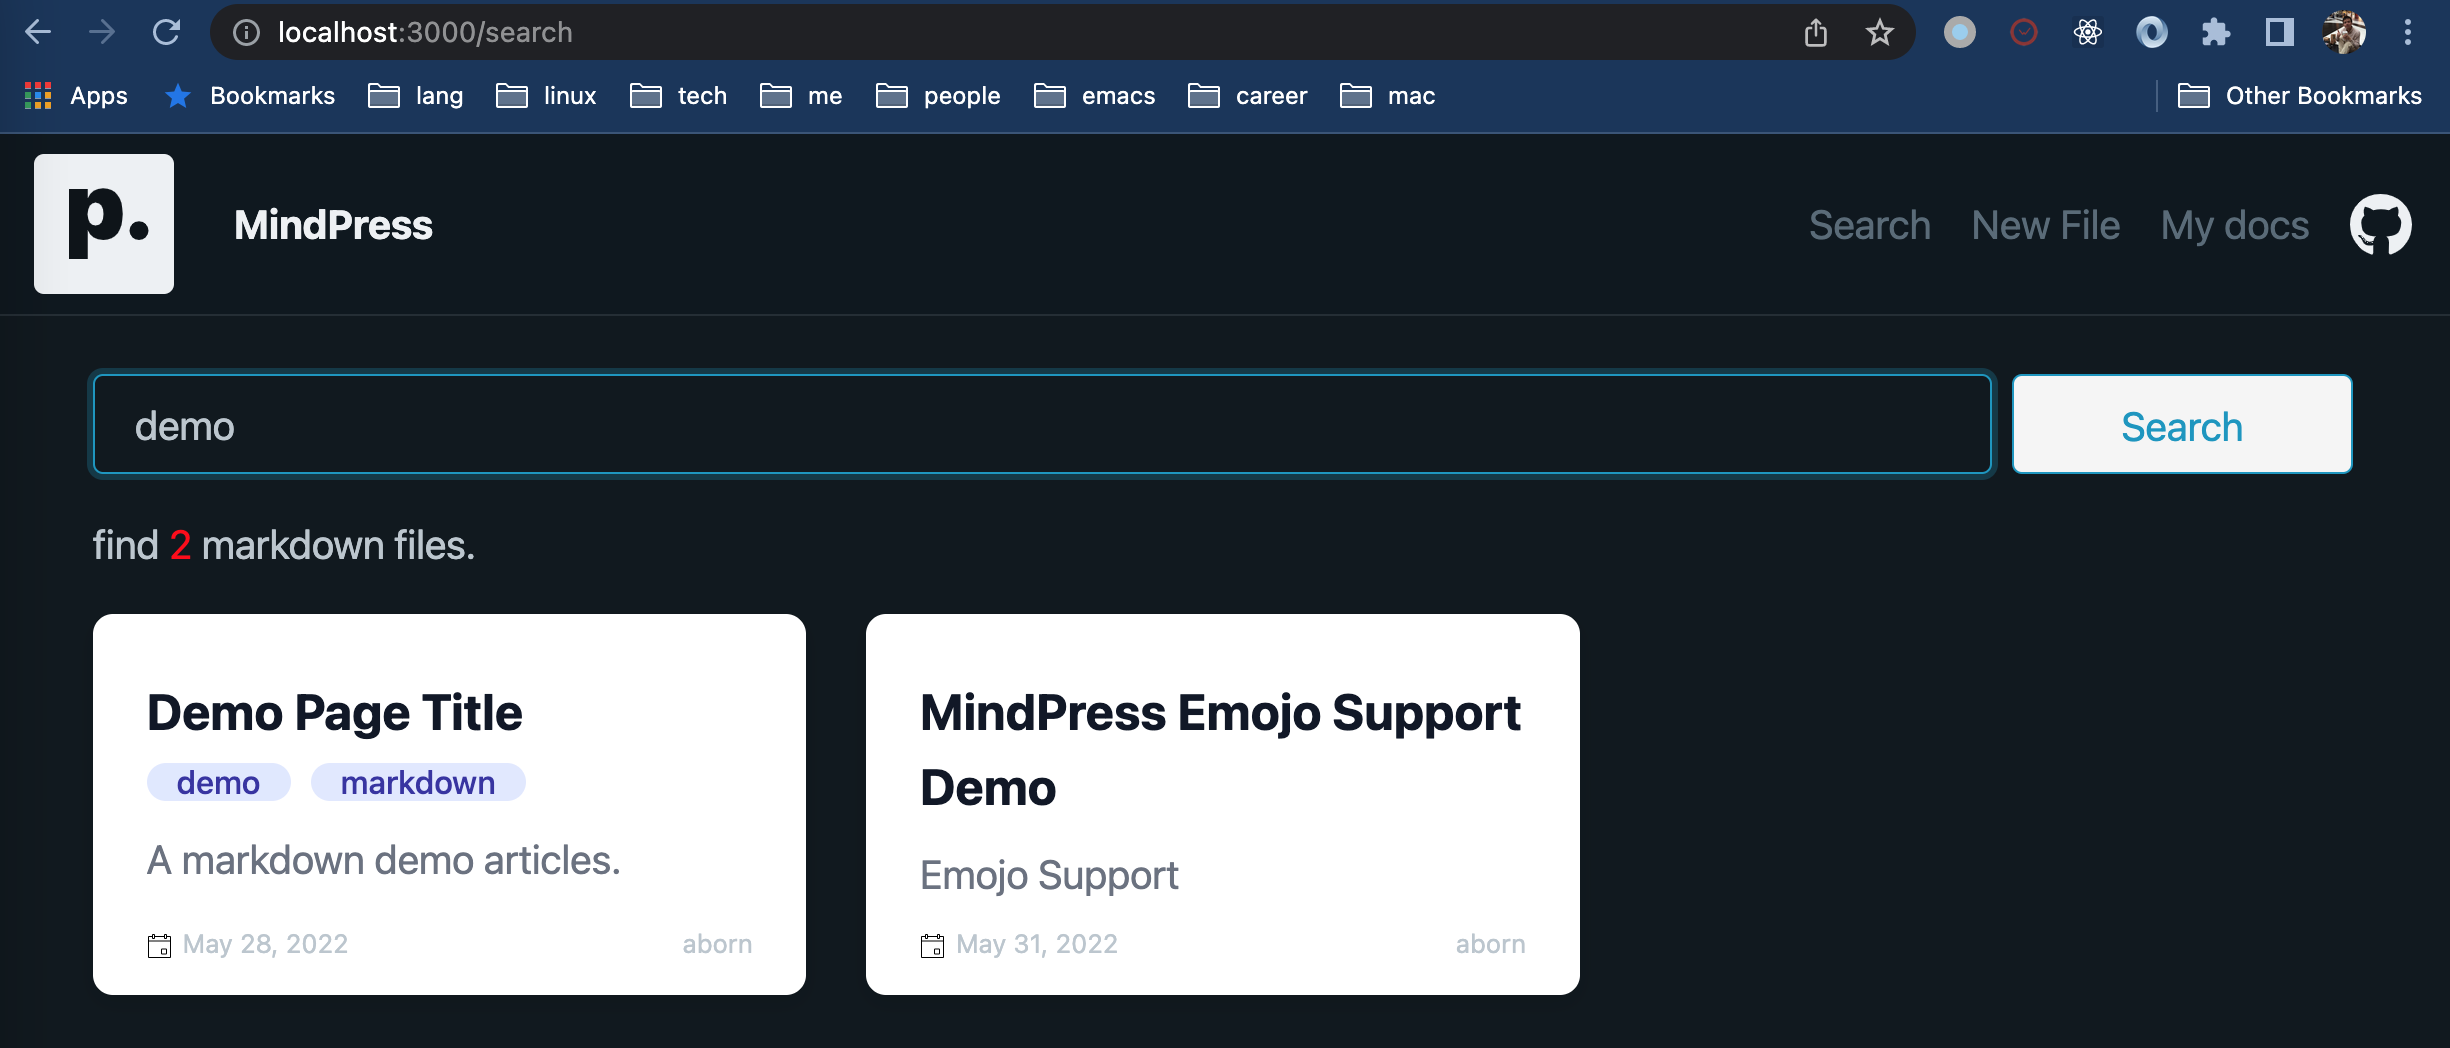 localhost:3000/search
Apps Bookmarks lang linux tech me people emacs career mac Other Bookmarks
p. MindPress Search New File My docs
demo Search
find 2 markdown files.
Demo Page Title
demo markdown
A markdown demo articles.
May 28, 2022 aborn
MindPress Emojo Support
Demo
Emojo Support
May 31, 2022 aborn